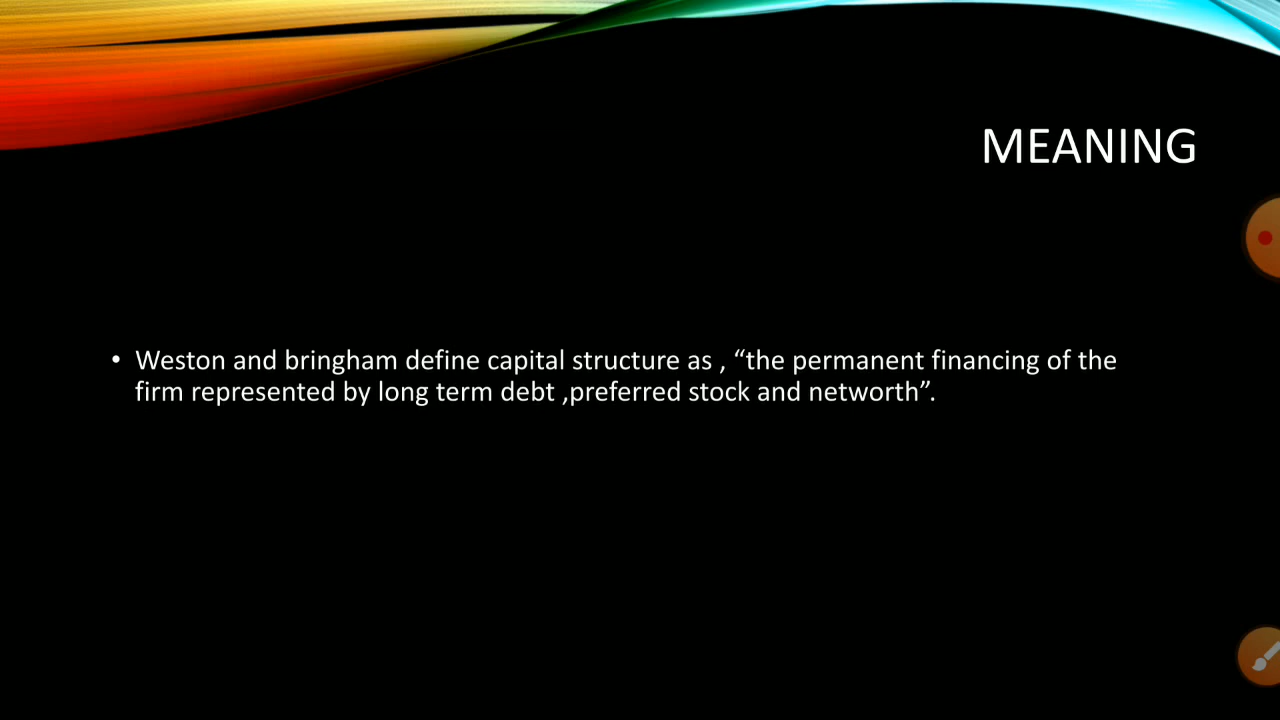 MEANING
• Weston and bringham define capital structure as , “the permanent financing of the
firm represented by long term debt ,preferred stock and networth”.